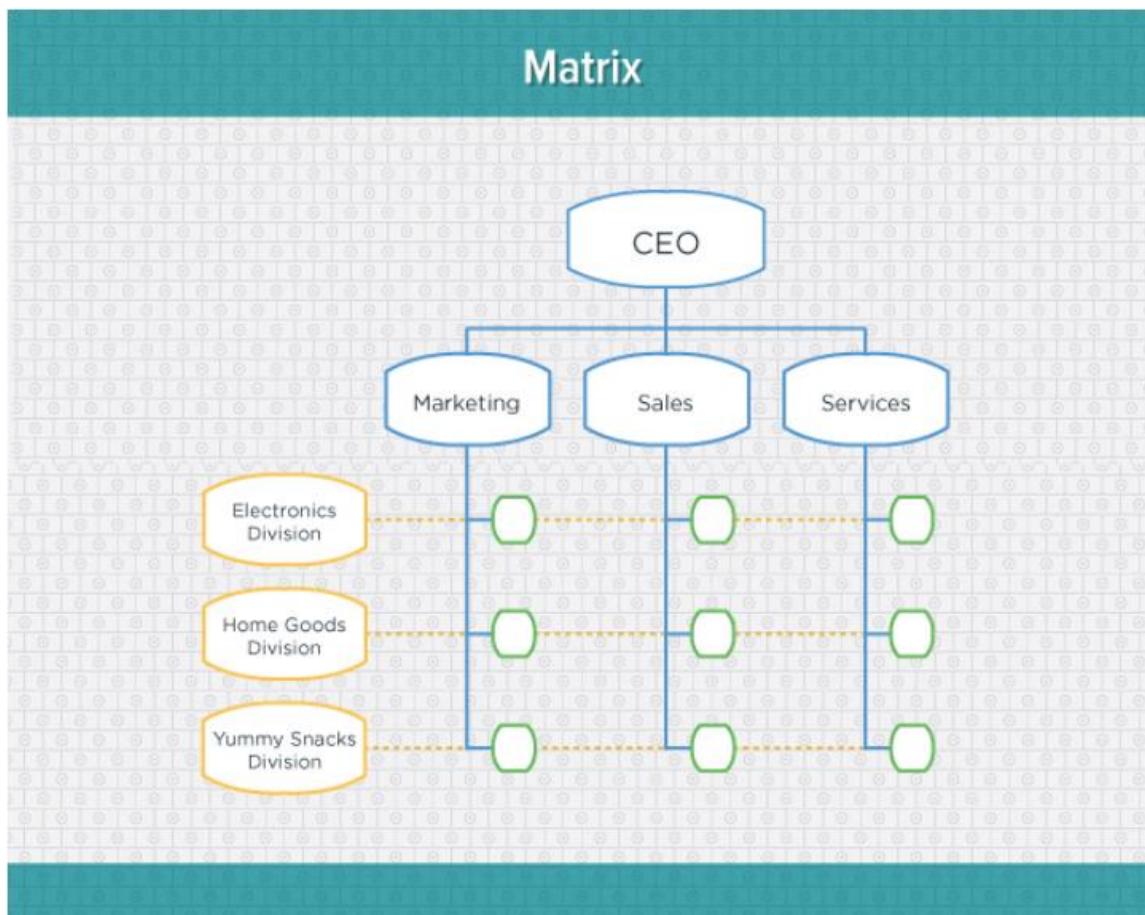 Matrix
CEO
Marketing
Sales
Services
Electronics
Division
Home Goods
Division
Yummy Snacks
Division